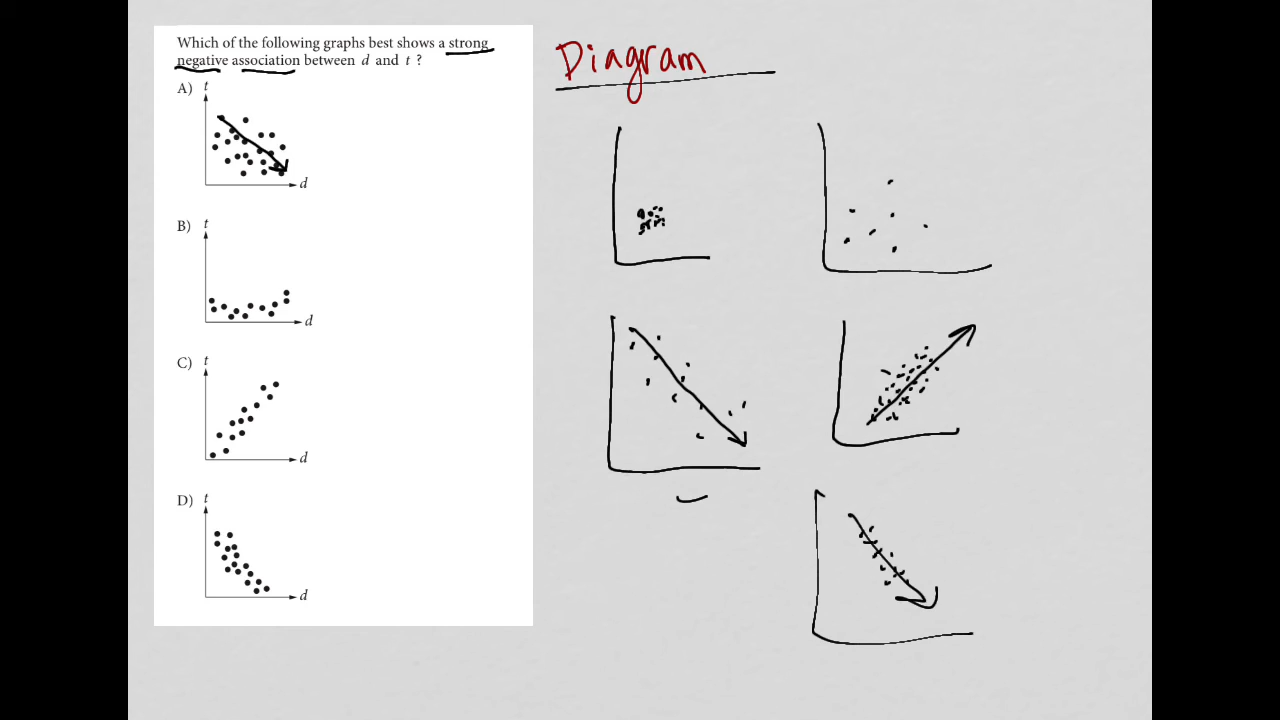 Which of the following graphs best shows a strong
negative association between d and t ?
Diagram
A) t
d
B) t
d
C) t
d
D) t
d